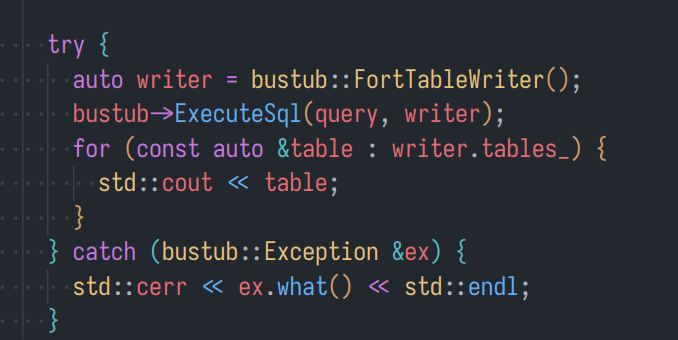 try {
auto writer = bustub::FortTableWriter();
bustub->ExecuteSql(query, writer);
for (const auto &table : writer.tables_) {
std::cout << table;
}
} catch (bustub::Exception &ex) {
std::cerr << ex.what() << std::endl;
}